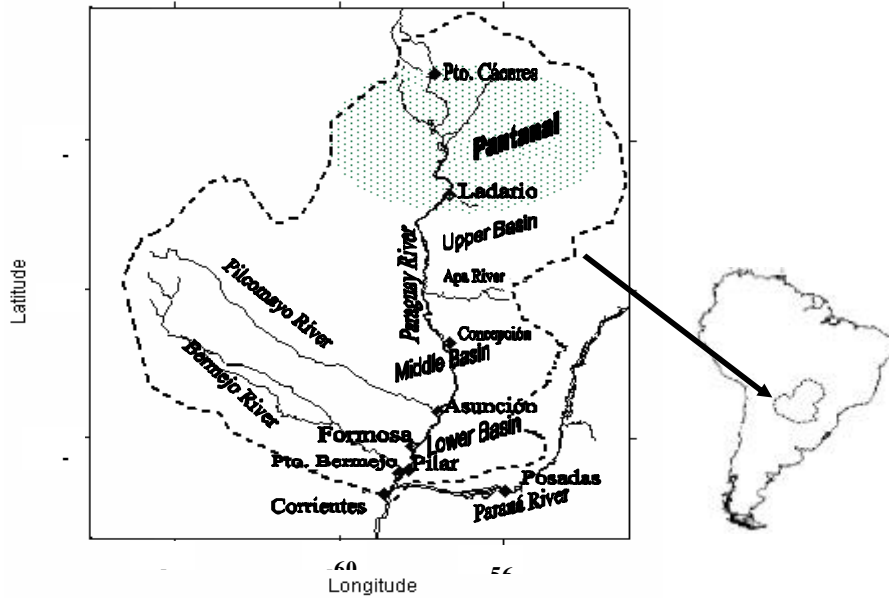 Pto. Cácares
Pantanal
Ladario
Upper Basin
Paraguay River
Apa River
Pilcomayo River
Concepción
Middle Basin
Bermejo River
Asunción
Formosa
Lower Basin
Pto. Bermejo
Pilar
Posadas
Corrientes
Paraná River
Latitude
-60
56
Longitude